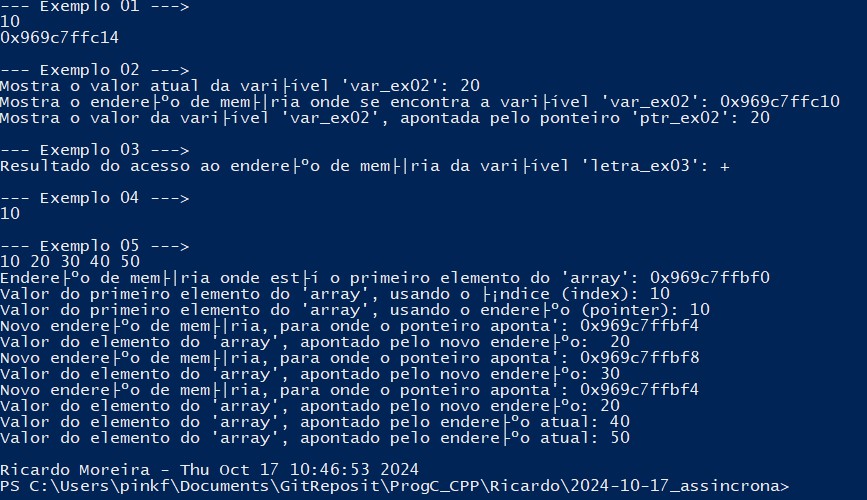 --- Exemplo 01 --->
10
0x969c7ffc14
--- Exemplo 02 --->
Mostra o valor atual da vari├ível 'var_ex02': 20
Mostra o endere├ºo de mem├│ria onde se encontra a vari├ível 'var_ex02': 0x969c7ffc10
Mostra o valor da vari├ível 'var_ex02', apontada pelo ponteiro 'ptr_ex02': 20
--- Exemplo 03 --->
Resultado do acesso ao endere├ºo de mem├│ria da vari├ível 'letra_ex03': +
--- Exemplo 04 --->
10
--- Exemplo 05 --->
10 20 30 40 50
Endere├ºo de mem├│ria onde est├í o primeiro elemento do 'array': 0x969c7ffbf0
Valor do primeiro elemento do 'array', usando o ├¡ndice (index): 10
Valor do primeiro elemento do 'array', usando o endere├ºo (pointer): 10
Novo endere├ºo de mem├│ria, para onde o ponteiro aponta': 0x969c7ffbf4
Valor do elemento do 'array', apontado pelo novo endere├ºo:  20
Novo endere├ºo de mem├│ria, para onde o ponteiro aponta': 0x969c7ffbf8
Valor do elemento do 'array', apontado pelo novo endere├ºo: 30
Novo endere├ºo de mem├│ria, para onde o ponteiro aponta': 0x969c7ffbf4
Valor do elemento do 'array', apontado pelo novo endere├ºo: 20
Valor do elemento do 'array', apontado pelo endere├ºo atual: 40
Valor do elemento do 'array', apontado pelo endere├ºo atual: 50
Ricardo Moreira - Thu Oct 17 10:46:53 2024
PS C:\Users\pinkf\Documents\GitReposit\ProgC_CPP\Ricardo\2024-10-17_assincrona>